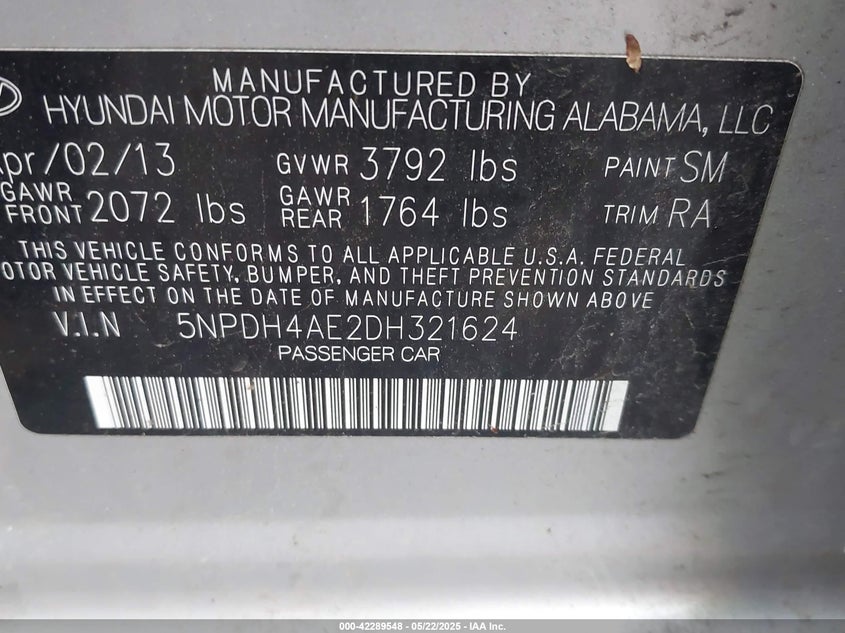 MANUFACTURED BY
HYUNDAI MOTOR MANUFACTURING ALABAMA, LLC
Apr/02/13 GVWR 3792 lbs PAINT SM
GAWR FRONT 2072 lbs GAWR REAR 1764 lbs TRIM RA
THIS VEHICLE CONFORMS TO ALL APPLICABLE U.S.A. FEDERAL
MOTOR VEHICLE SAFETY, BUMPER, AND THEFT PREVENTION STANDARDS
IN EFFECT ON THE DATE OF MANUFACTURE SHOWN ABOVE
V.I.N 5NPDH4AE2DH321624
PASSENGER CAR
000-42289548 - 05/22/2025 - IAA Inc.